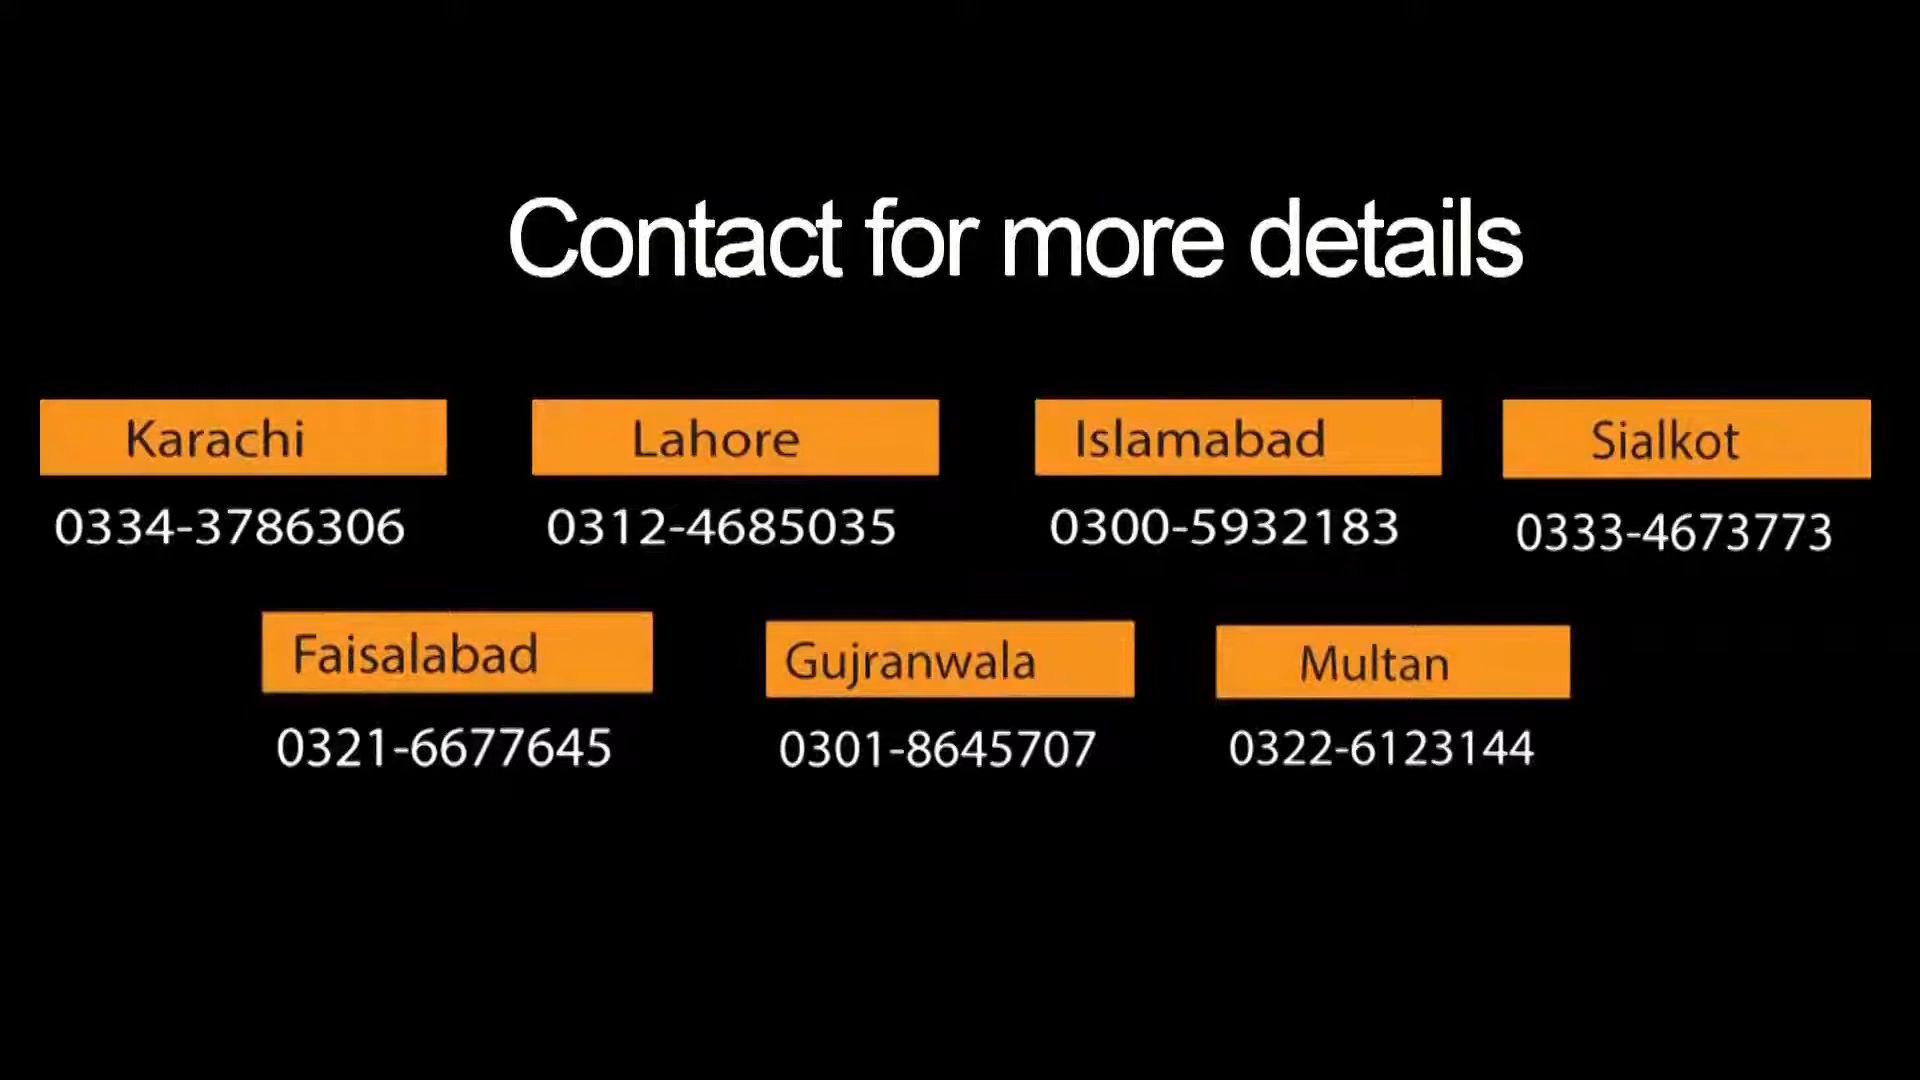 Contact for more details
Karachi Lahore Islamabad Sialkot
0334-3786306 0312-4685035 0300-5932183 0333-4673773
Faisalabad Gujranwala Multan
0321-6677645 0301-8645707 0322-6123144